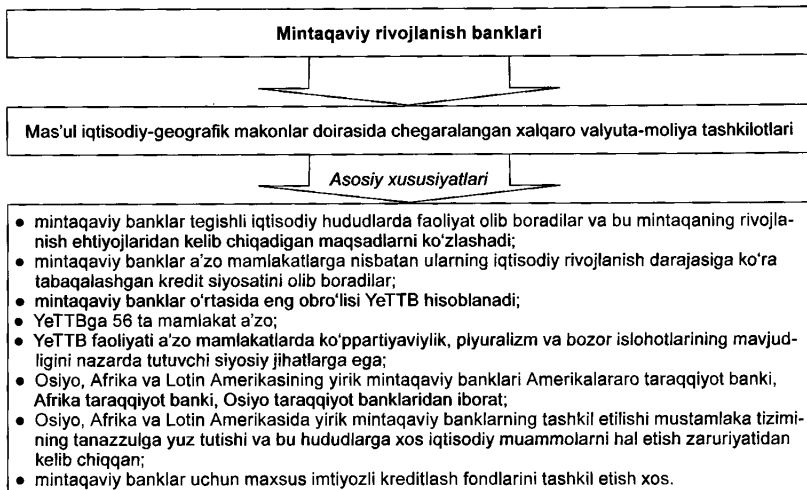 Mintaqaviy rivojlanish banklari
Mas'ul iqtisodiy-geografik makonlar doirasida chegaralangan xalqaro valyuta-moliya tashkilotlari
Asosiy xususiyatlari
• mintaqaviy banklar tegishli iqtisodiy hududlarda faoliyat olib boradilar va bu mintaqaning rivojla-
nish ehtiyojlaridan kelib chiqadigan maqsadlarni ko'zlashadi;
• mintaqaviy banklar a'zo mamlakatlarga nisbatan ularning iqtisodiy rivojlanish darajasiga ko'ra
tabaqalashgan kredit siyosatini olib boradilar;
• mintaqaviy banklar o'rtasida eng obro'lisi YeTTB hisoblanadi;
• YeTTBga 56 ta mamlakat a'zo;
• YeTTB faoliyati a'zo mamlakatlarda ko'ppartiyaviylik, plyuralizm va bozor islohotlarining mavjud-
ligini nazarda tutuvchi siyosiy jihatlarga ega;
• Osiyo, Afrika va Lotin Amerikasining yirik mintaqaviy banklari Amerikalararo taraqqiyot banki,
Afrika taraqqiyot banki, Osiyo taraqqiyot banklaridan iborat;
• Osiyo, Afrika va Lotin Amerikasida yirik mintaqaviy banklarning tashkil etilishi mustamlaka tizimi-
ning tanazzulga yuz tutishi va bu hududlarga xos iqtisodiy muammolarni hal etish zaruriyatidan
kelib chiqqan;
• mintaqaviy banklar uchun maxsus imtiyozli kreditlash fondlarini tashkil etish xos.